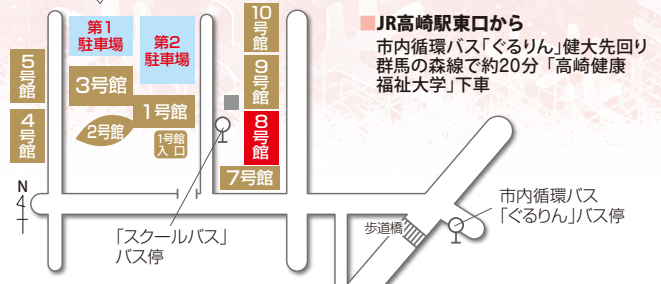 ■JR高崎駅東口から
市内循環バス「ぐるりん」健大先回り
群馬の森線で約20分「高崎健康
福祉大学」下車
第1
駐車場
第2
駐車場
10号館
9号館
8号館
7号館
5号館
4号館
3号館
1号館
2号館
1号館
入口
N
「スクールバス」
バス停
歩道橋
市内循環バス
「ぐるりん」バス停